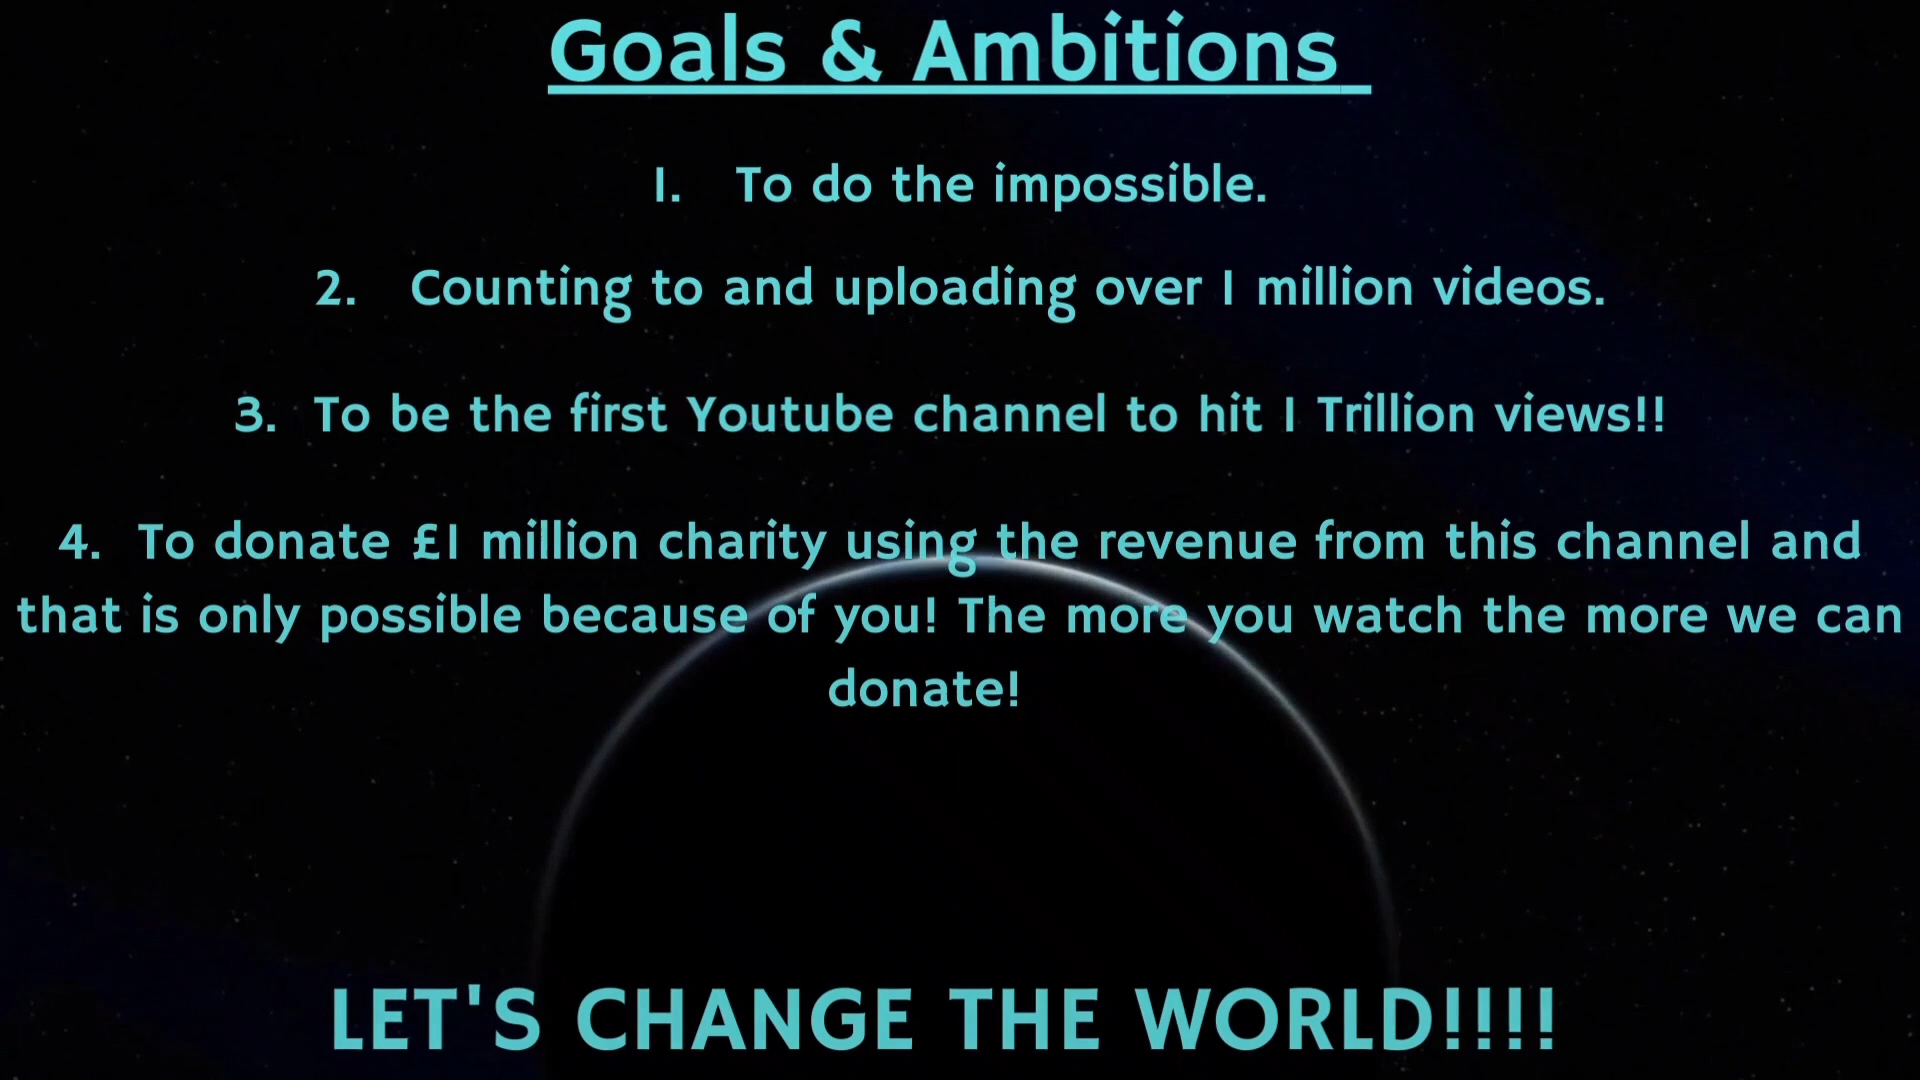 Goals & Ambitions
1. To do the impossible.
2. Counting to and uploading over 1 million videos.
3. To be the first Youtube channel to hit 1 Trillion views!!
4. To donate £1 million charity using the revenue from this channel and
that is only possible because of you! The more you watch the more we can
donate!
LET'S CHANGE THE WORLD!!!!